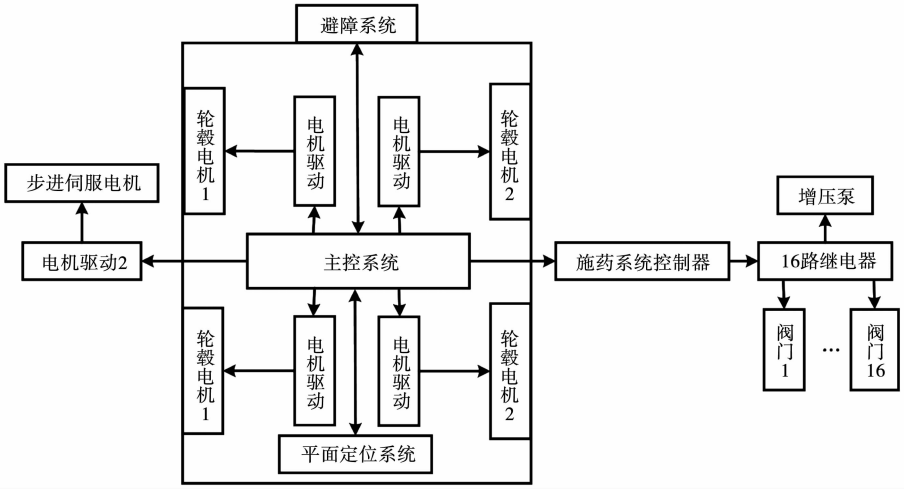 避障系统
轮毂电机1
电机驱动
电机驱动
轮毂电机2
步进伺服电机
增压泵
电机驱动2
主控系统
施药系统控制器
16路继电器
轮毂电机1
电机驱动
电机驱动
轮毂电机2
阀门1
…
阀门16
平面定位系统